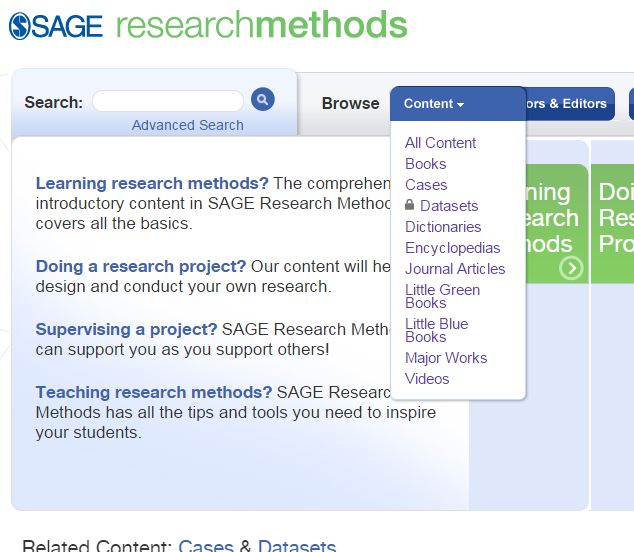 SAGE researchmethods
Search:
Advanced Search
Browse
Content
ors & Editors
All Content
Books
Cases
Datasets
Dictionaries
Encyclopedias
Journal Articles
Little Green
Books
Little Blue
Books
Major Works
Videos
Learning research methods? The comprehen
introductory content in SAGE Research Metho
covers all the basics.
Doing a research project? Our content will he
design and conduct your own research.
Supervising a project? SAGE Research Meth
can support you as you support others!
Teaching research methods? SAGE Researc
Methods has all the tips and tools you need to inspire
your students.
ning
earch
hods
Doi
Res
Pro
Related Content: Cases & Datasets